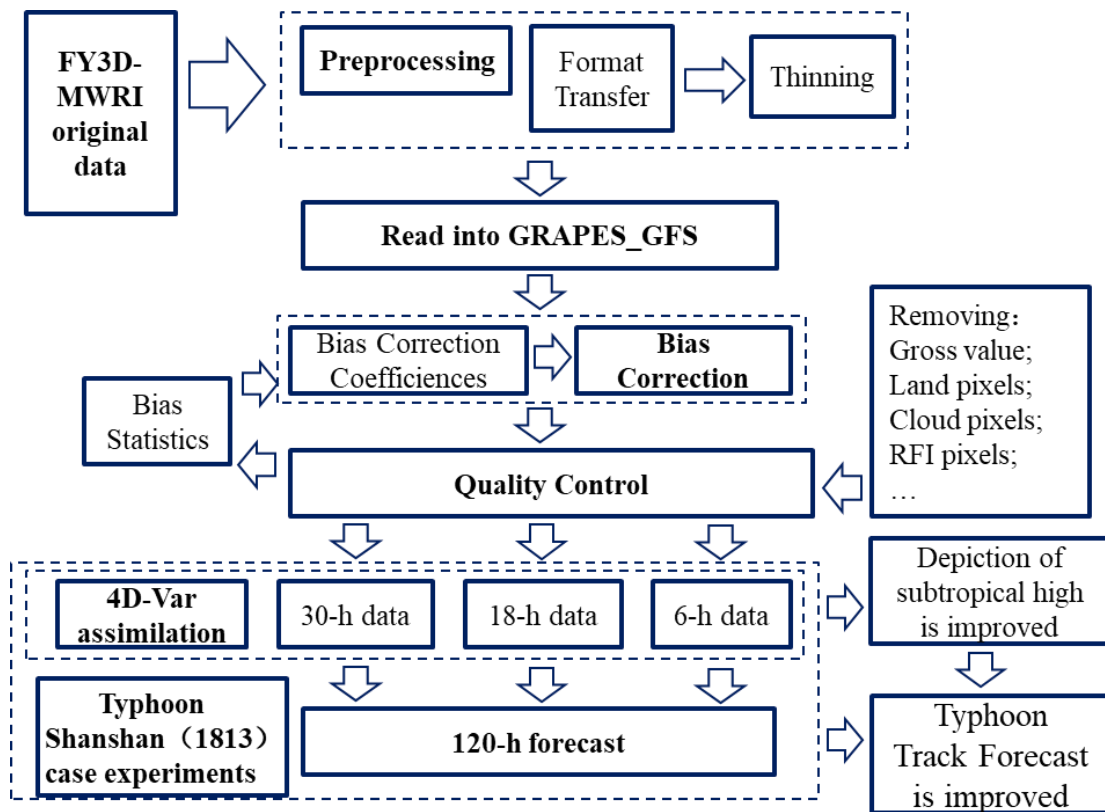 FY3D-
MWRI
original
data
Preprocessing
Format
Transfer
Thinning
Read into GRAPES_GFS
Bias Correction
Coefficiences
Bias
Correction
Bias
Statistics
Removing：
Gross value;
Land pixels;
Cloud pixels;
RFI pixels;
…
Quality Control
4D-Var
assimilation
30-h data
18-h data
6-h data
Depiction of
subtropical high
is improved
Typhoon
Shanshan（1813）
case experiments
120-h forecast
Typhoon
Track Forecast
is improved